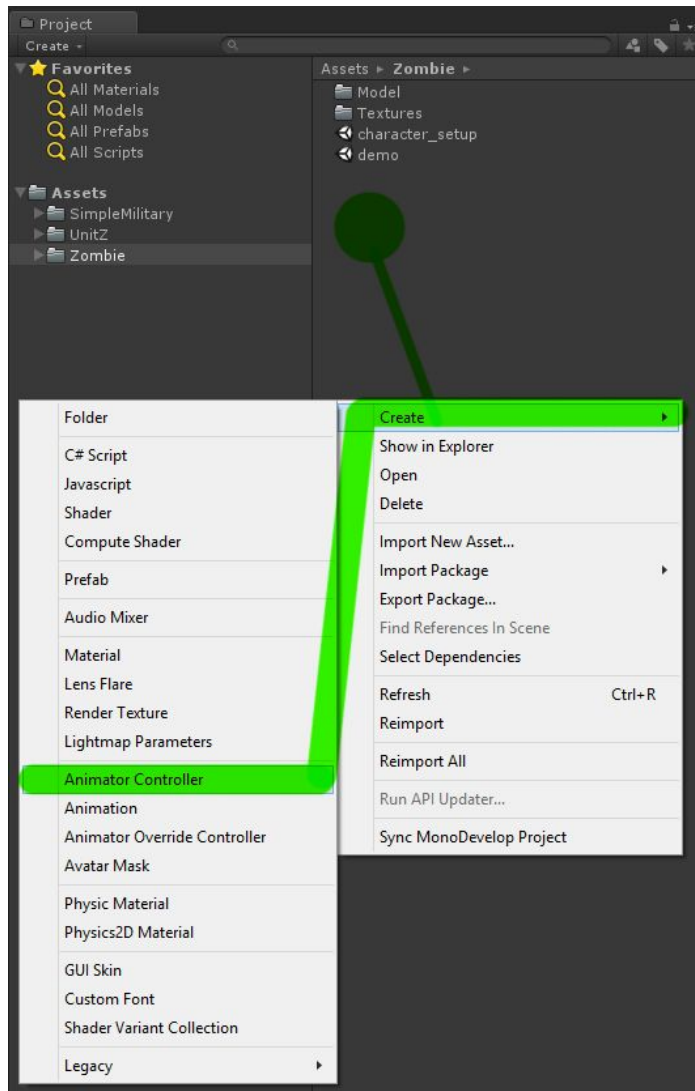 Project
Create
Favorites
All Materials
All Models
All Prefabs
All Scripts
Assets
SimpleMilitary
UnitZ
Zombie
Assets Zombie
Model
Textures
character_setup
demo
Create
Show in Explorer
Open
Delete
Import New Asset...
Import Package
Export Package...
Find References In Scene
Select Dependencies
Refresh Ctrl+R
Reimport
Reimport All
Run API Updater...
Sync MonoDevelop Project
Folder
C# Script
Javascript
Shader
Compute Shader
Prefab
Audio Mixer
Material
Lens Flare
Render Texture
Lightmap Parameters
Animator Controller
Animation
Animator Override Controller
Avatar Mask
Physic Material
Physics2D Material
GUI Skin
Custom Font
Shader Variant Collection
Legacy